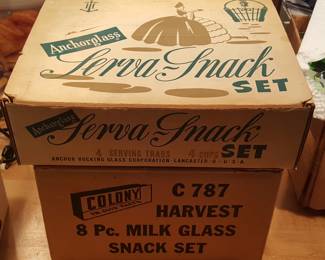 Anchorglass
Serva-Snack
SET
Anchorglass
Serva-Snack
4 SERVING TRAYS 4 CUPS SET
ANCHOR HOCKING GLASS CORPORATION - LANCASTER, O - U.S.A.
COLONY
C 787
HARVEST
8 Pc. MILK GLASS
SNACK SET